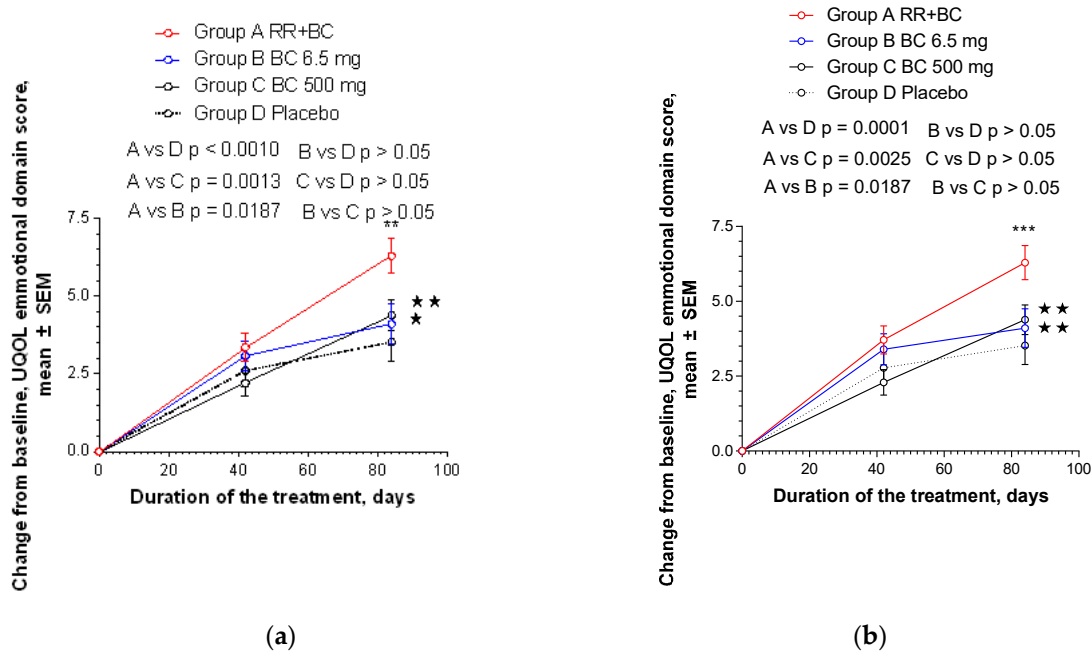 Group A RR+BC
Group B BC 6.5 mg
Group C BC 500 mg
Group D Placebo
A vs D p < 0.0010 B vs D p > 0.05
A vs C p = 0.0013 C vs D p > 0.05
A vs B p = 0.0187 B vs C p > 0.05
Change from baseline, UQOL emmotional domain score,
mean ± SEM
7.5
5.0
2.5
0.0
**
★ ★
★
0 20 40 60 80 100
Duration of the treatment, days
(a)
Group A RR+BC
Group B BC 6.5 mg
Group C BC 500 mg
Group D Placebo
A vs D p = 0.0001 B vs D p > 0.05
A vs C p = 0.0025 C vs D p > 0.05
A vs B p = 0.0187 B vs C p > 0.05
Change from baseline, UQOL emmotional domain score,
mean ± SEM
7.5
5.0
2.5
0.0
***
★ ★
★ ★
0 20 40 60 80 100
Duration of the treatment, days
(b)